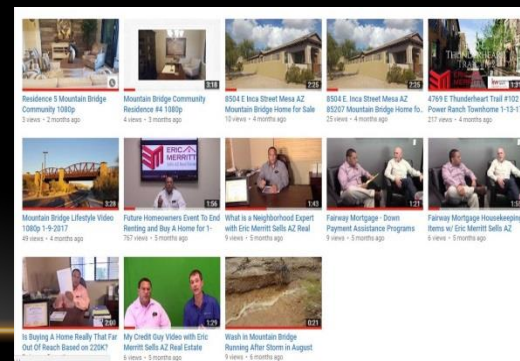 THUNDERHEART
TRAIL
ERIC
MERRITT
3:18
2:25
2:25
Residence 5 Mountain Bridge
Community 1080p
3 views • 2 months ago
Mountain Bridge Community
Residence #4 1080p
4 views • 3 months ago
8504 E Inca Street Mesa AZ
Mountain Bridge Home for Sale
10 views • 4 months ago
8504 E. Inca Street Mesa AZ
85207 Mountain Bridge Home fo..
25 views • 4 months ago
4769 E Thunderheart Trail #102
Power Ranch Townhome 1-13-17
217 views • 4 months ago
ERIC
MERRITT
3:28
1:56
1:43
1:21
Mountain Bridge Lifestyle Video
1080p 1-9-2017
49 views • 4 months ago
Future Homeowners Event To End
Renting and Buy A Home for 1-
767 views • 5 months ago
What is a Neighborhood Expert
with Eric Merritt Sells AZ Real
9 views • 5 months ago
Fairway Mortgage - Down
Payment Assistance Programs
9 views • 5 months ago
Fairway Mortgage Housekeeping
Items w/ Eric Merritt Sells AZ
6 views • 5 months ago
2:00
1:29
0:21
Is Buying A Home Really That Far
Out Of Reach Based on 220K?
My Credit Guy Video with Eric
Merritt Sells AZ Real Estate
6 views • 5 months ago
Wash in Mountain Bridge
Running After Storm in August
9 views • 6 months ago